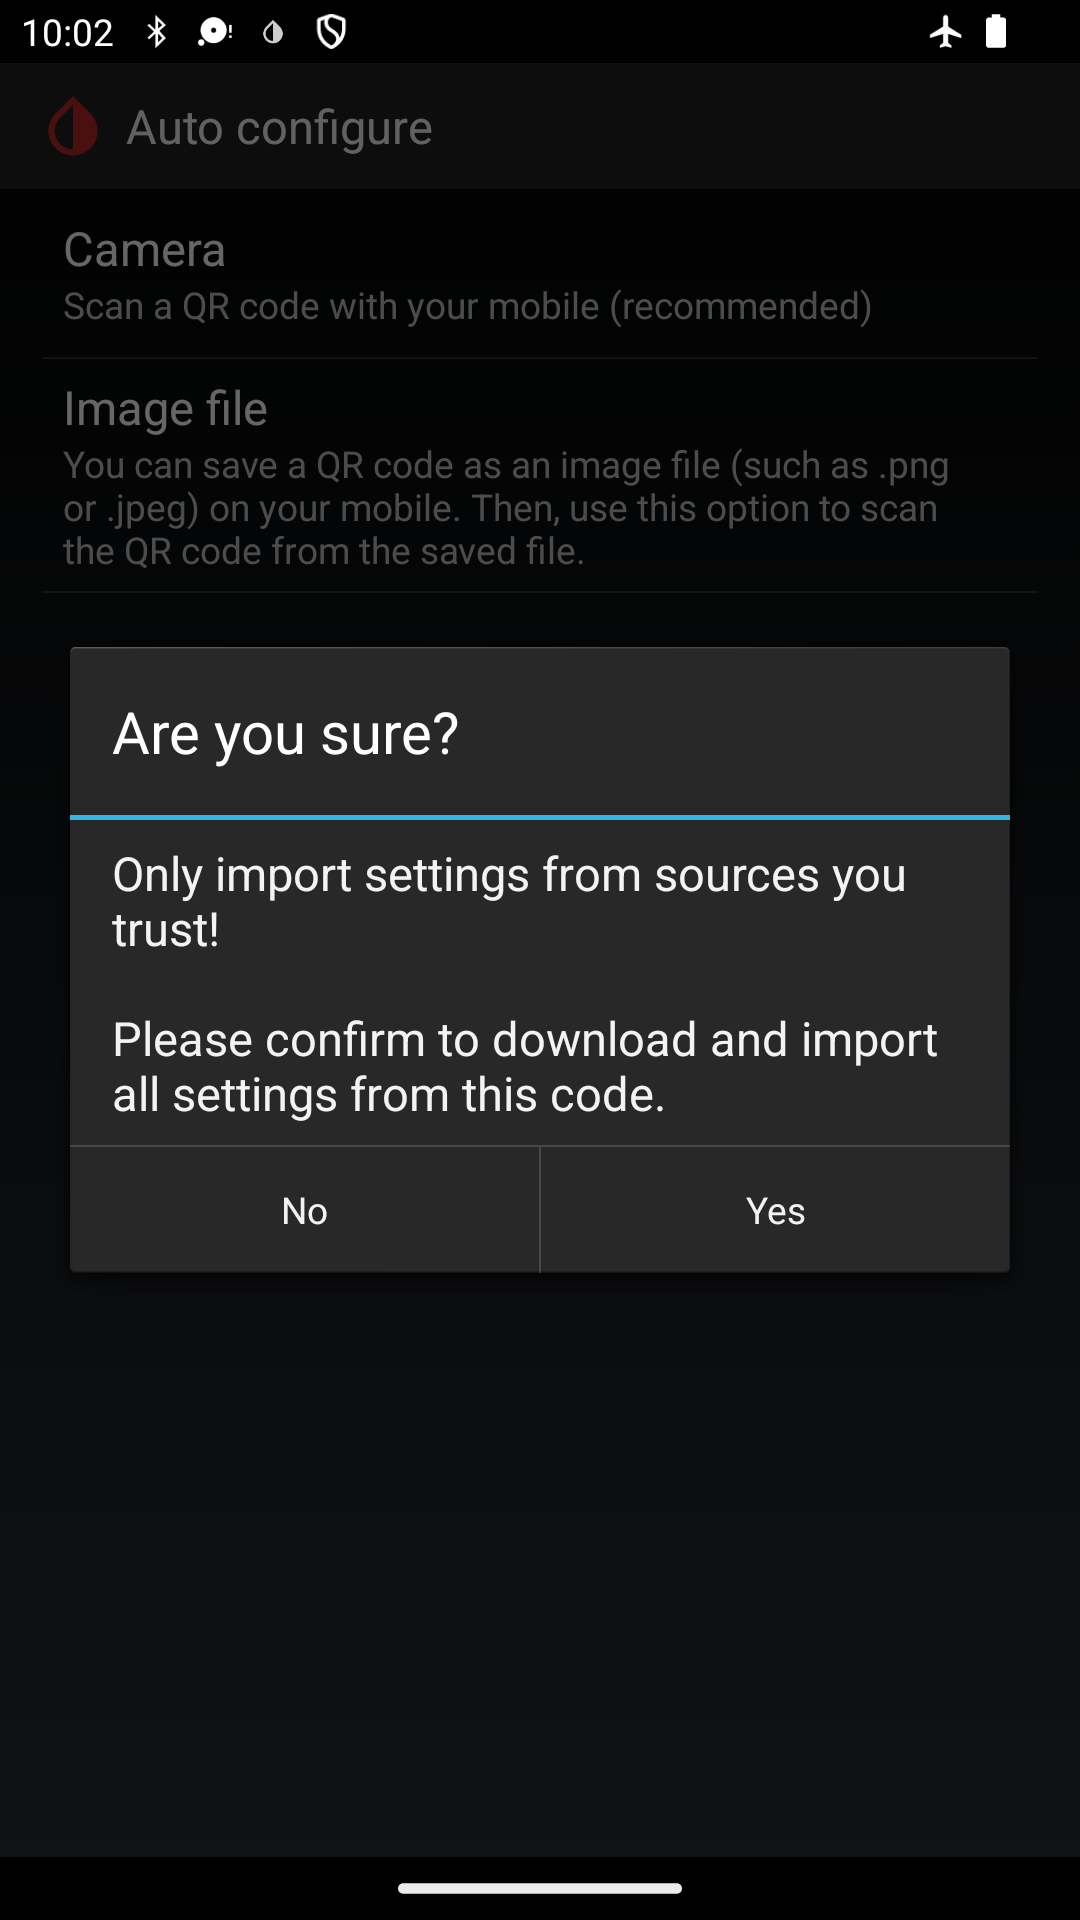 10:02
Auto configure
Camera
Scan a QR code with your mobile (recommended)
Image file
You can save a QR code as an image file (such as .png
or .jpeg) on your mobile. Then, use this option to scan
the QR code from the saved file.
Are you sure?
Only import settings from sources you
trust!
Please confirm to download and import
all settings from this code.
No
Yes